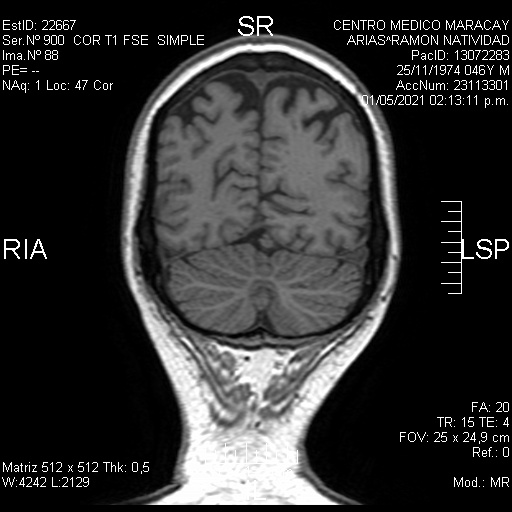 EstID: 22667
Ser.Nº 900 COR T1 FSE SIMPLE
Ima.Nº 88
PE= --
NAq: 1 Loc: 47 Cor
SR
CENTRO MEDICO MARACAY
ARIAS^RAMON NATIVIDAD
PacID: 13072283
25/11/1974 046Y M
AccNum: 23113301
01/05/2021 02:13:11 p.m.
RIA
LSP
FA: 20
TR: 15 TE: 4
FOV: 25 x 24,9 cm
Ref.: 0
Matriz 512 x 512 Thk: 0,5
W:4242 L:2129
Mod.: MR